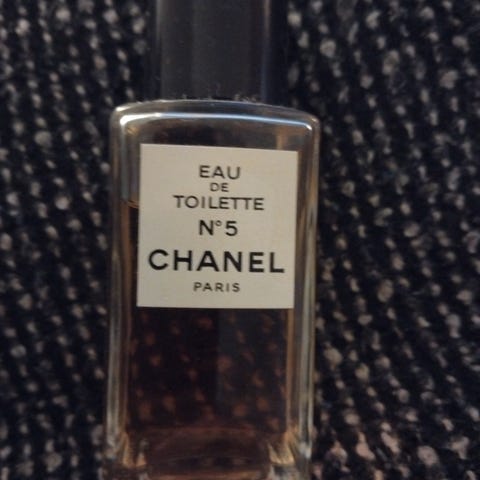 EAU
DE
TOILETTE
N°5
CHANEL
PARIS